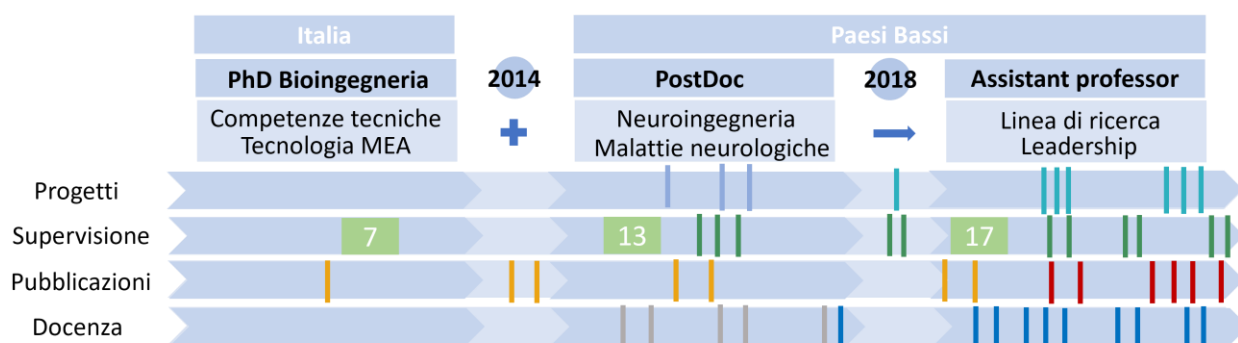 Italia
Paesi Bassi
PhD Bioingegneria
2014
PostDoc
2018
Assistant professor
Competenze tecniche
Tecnologia MEA
Neuroingegneria
Malattie neurologiche
Linea di ricerca
Leadership
Progetti
Supervisione
7
13
17
Pubblicazioni
Docenza